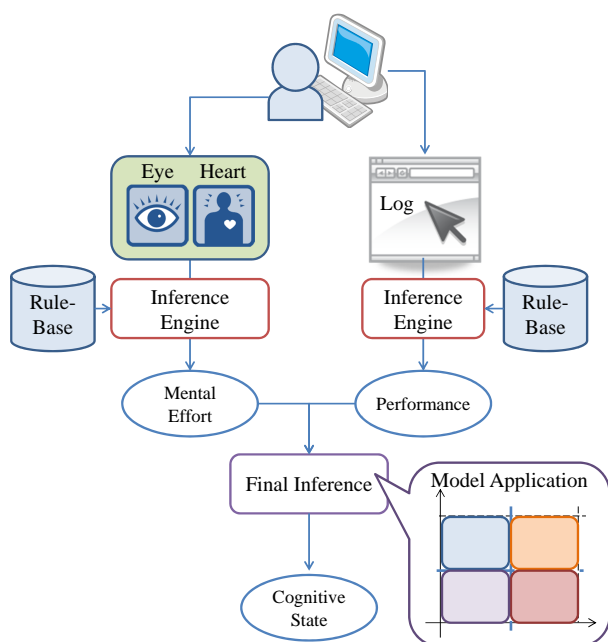 Eye
Heart
Log
Rule-
Base
Inference
Engine
Inference
Engine
Rule-
Base
Mental
Effort
Performance
Final Inference
Model Application
Cognitive
State